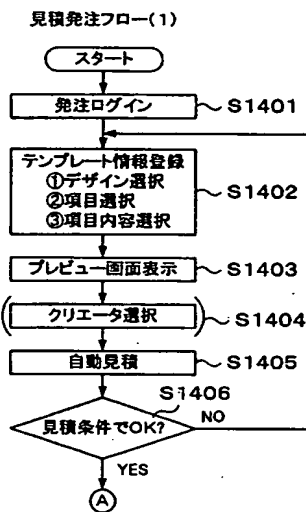 見積発注フロー(1)
スタート
発注ログイン
S1401
テンプレート情報登録
①デザイン選択
②項目選択
③項目内容選択
S1402
プレビュー画面表示
S1403
クリエータ選択
S1404
自動見積
S1405
S1406
見積条件でOK?
NO
YES
A